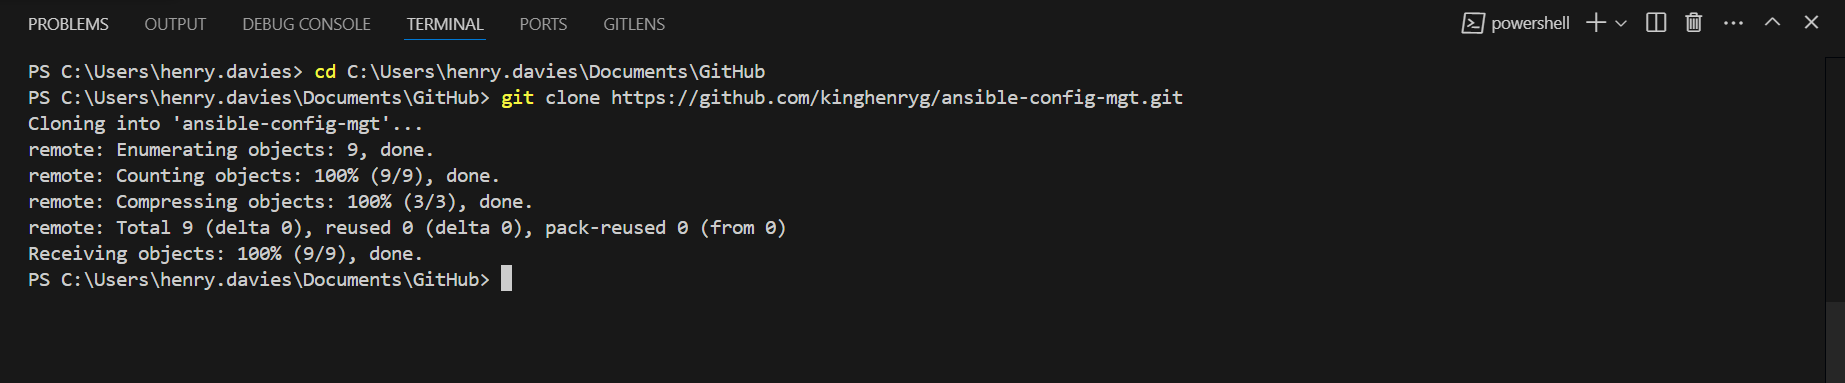 PROBLEMS OUTPUT DEBUG CONSOLE TERMINAL PORTS GITLENS powershell
PS C:\Users\henry.davies> cd C:\Users\henry.davies\Documents\GitHub
PS C:\Users\henry.davies\Documents\GitHub> git clone https://github.com/kinghenryg/ansible-config-mgt.git
Cloning into 'ansible-config-mgt'...
remote: Enumerating objects: 9, done.
remote: Counting objects: 100% (9/9), done.
remote: Compressing objects: 100% (3/3), done.
remote: Total 9 (delta 0), reused 0 (delta 0), pack-reused 0 (from 0)
Receiving objects: 100% (9/9), done.
PS C:\Users\henry.davies\Documents\GitHub>